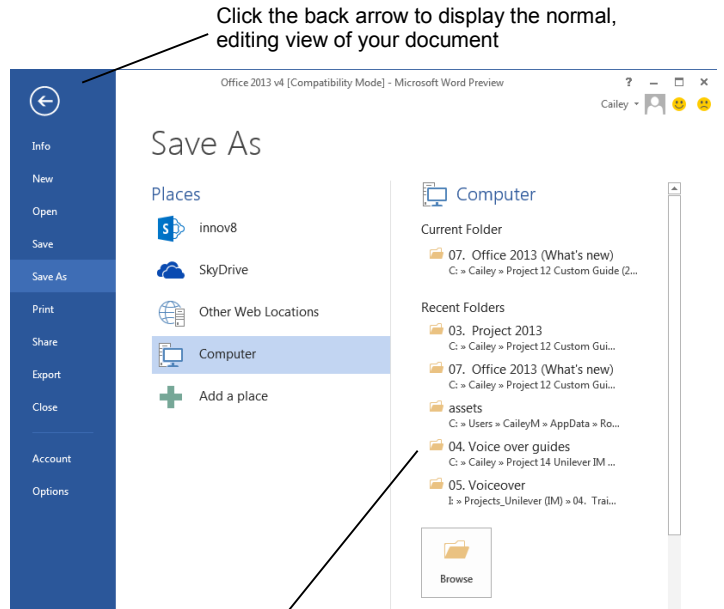 Click the back arrow to display the normal,
editing view of your document
Office 2013 v4 [Compatibility Mode] - Microsoft Word Preview
?
Cailey
Info
New
Open
Save
Save As
Print
Share
Export
Close
Account
Options
Save As
Places
innov8
SkyDrive
Other Web Locations
Computer
Add a place
Computer
Current Folder
07. Office 2013 (What's new)
C: » Cailey » Project 12 Custom Guide (2...
Recent Folders
03. Project 2013
C: » Cailey » Project 12 Custom Gui...
07. Office 2013 (What's new)
C: » Cailey » Project 12 Custom Gui...
assets
C: » Users » CaileyM » AppData » Ro...
04. Voice over guides
C: » Cailey » Project 14 Unilever IM ...
05. Voiceover
I: » Projects_Unilever (IM) » 04. Trai...
Browse